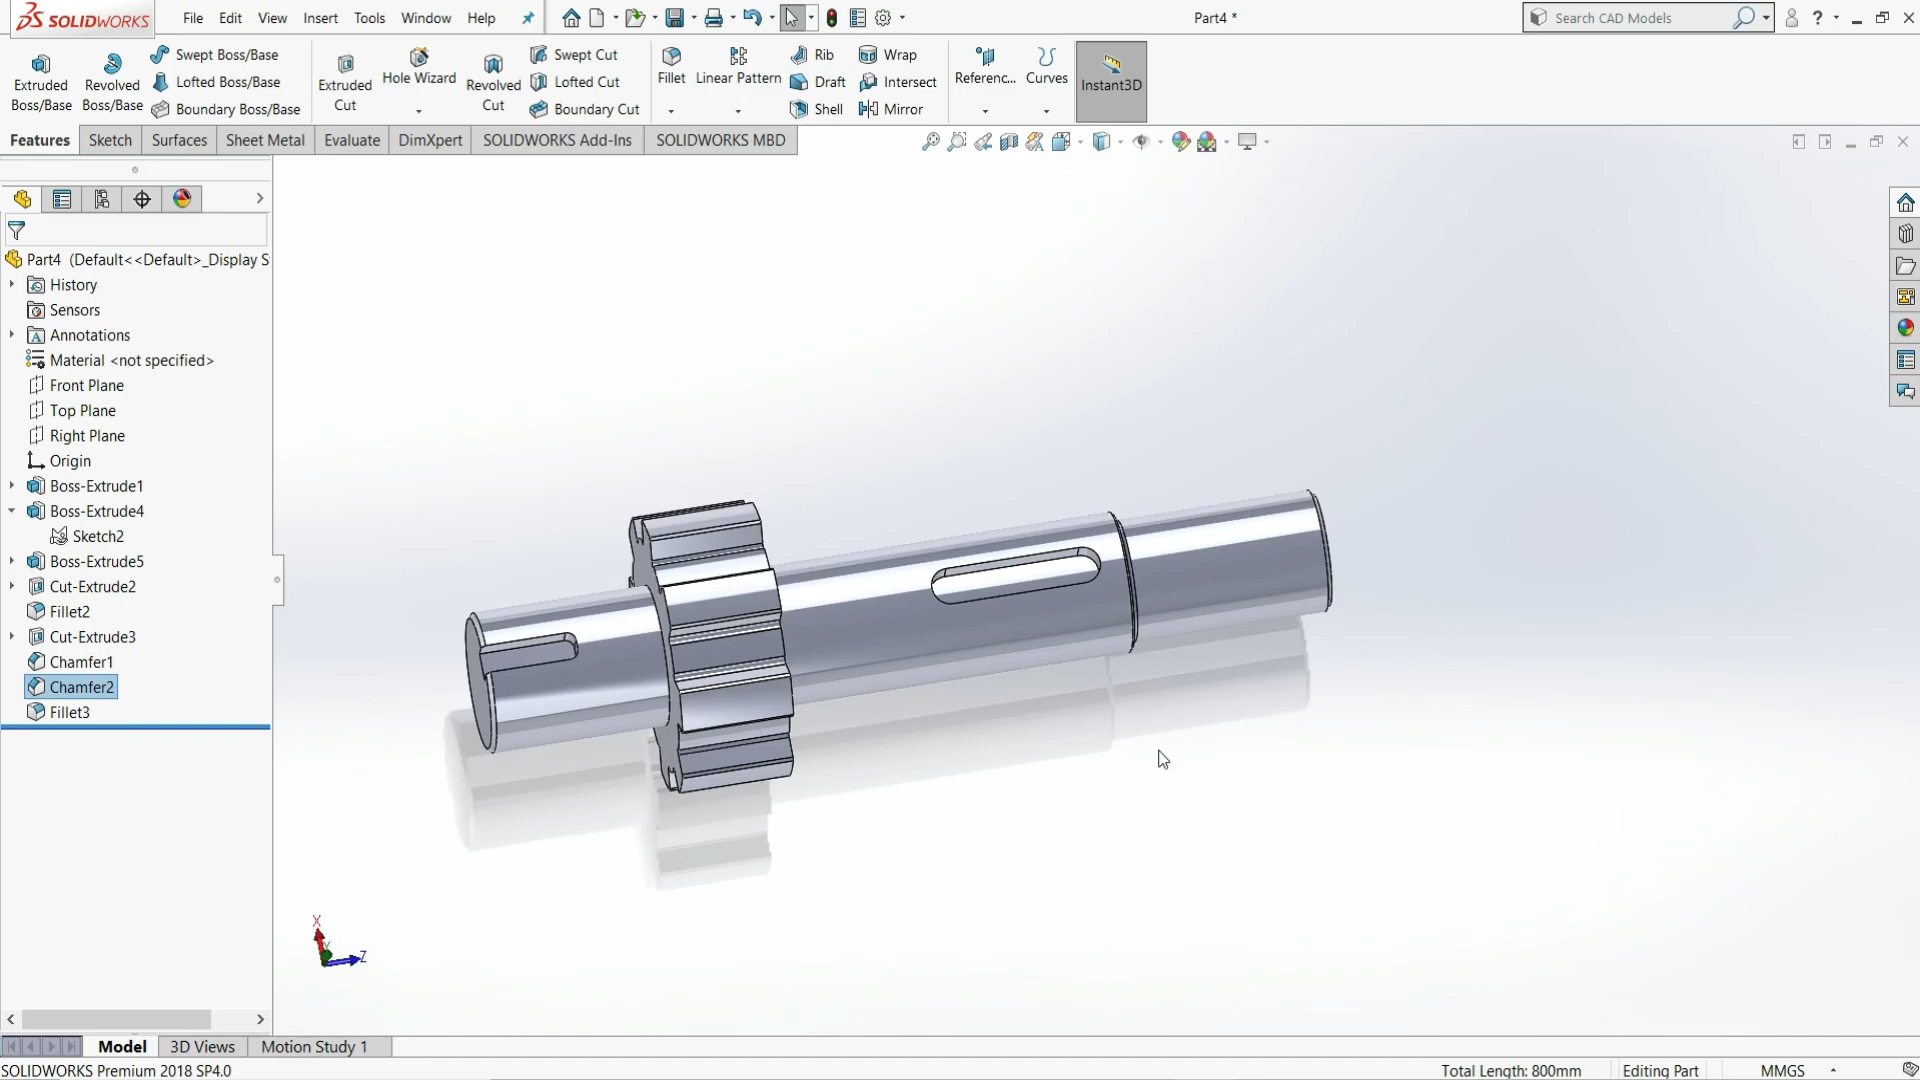 SOLIDWORKS
File Edit View Insert Tools Window Help
Part4 *
Search CAD Models
Extruded Boss/Base
Revolved Boss/Base
Swept Boss/Base
Lofted Boss/Base
Boundary Boss/Base
Extruded Cut
Hole Wizard
Revolved Cut
Swept Cut
Lofted Cut
Boundary Cut
Fillet
Linear Pattern
Rib
Draft
Shell
Wrap
Intersect
Mirror
Referenc...
Curves
Instant3D
Features Sketch Surfaces Sheet Metal Evaluate DimXpert SOLIDWORKS Add-Ins SOLIDWORKS MBD
Part4 (Default<<Default>_Display S
History
Sensors
Annotations
Material <not specified>
Front Plane
Top Plane
Right Plane
Origin
Boss-Extrude1
Boss-Extrude4
Sketch2
Boss-Extrude5
Cut-Extrude2
Fillet2
Cut-Extrude3
Chamfer1
Chamfer2
Fillet3
X
Y
Z
Model 3D Views Motion Study 1
SOLIDWORKS Premium 2018 SP4.0
Total Length: 800mm Editing Part MMGS